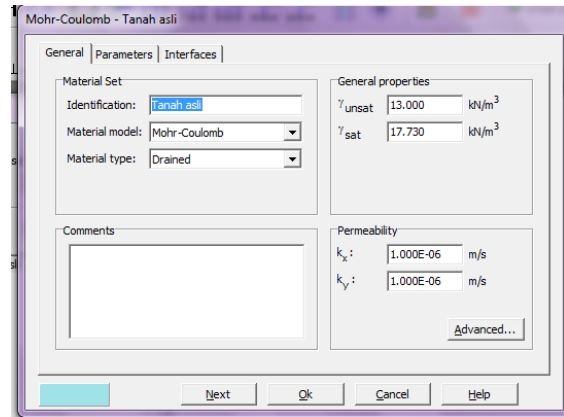 Mohr-Coulomb - Tanah asli
General Parameters Interfaces
Material Set
Identification: Tanah asli
Material model: Mohr-Coulomb
Material type: Drained
General properties
γunsat 13.000 kN/m³
γsat 17.730 kN/m³
Comments
Permeability
kx : 1.000E-06 m/s
ky : 1.000E-06 m/s
Advanced...
Next Ok Cancel Help